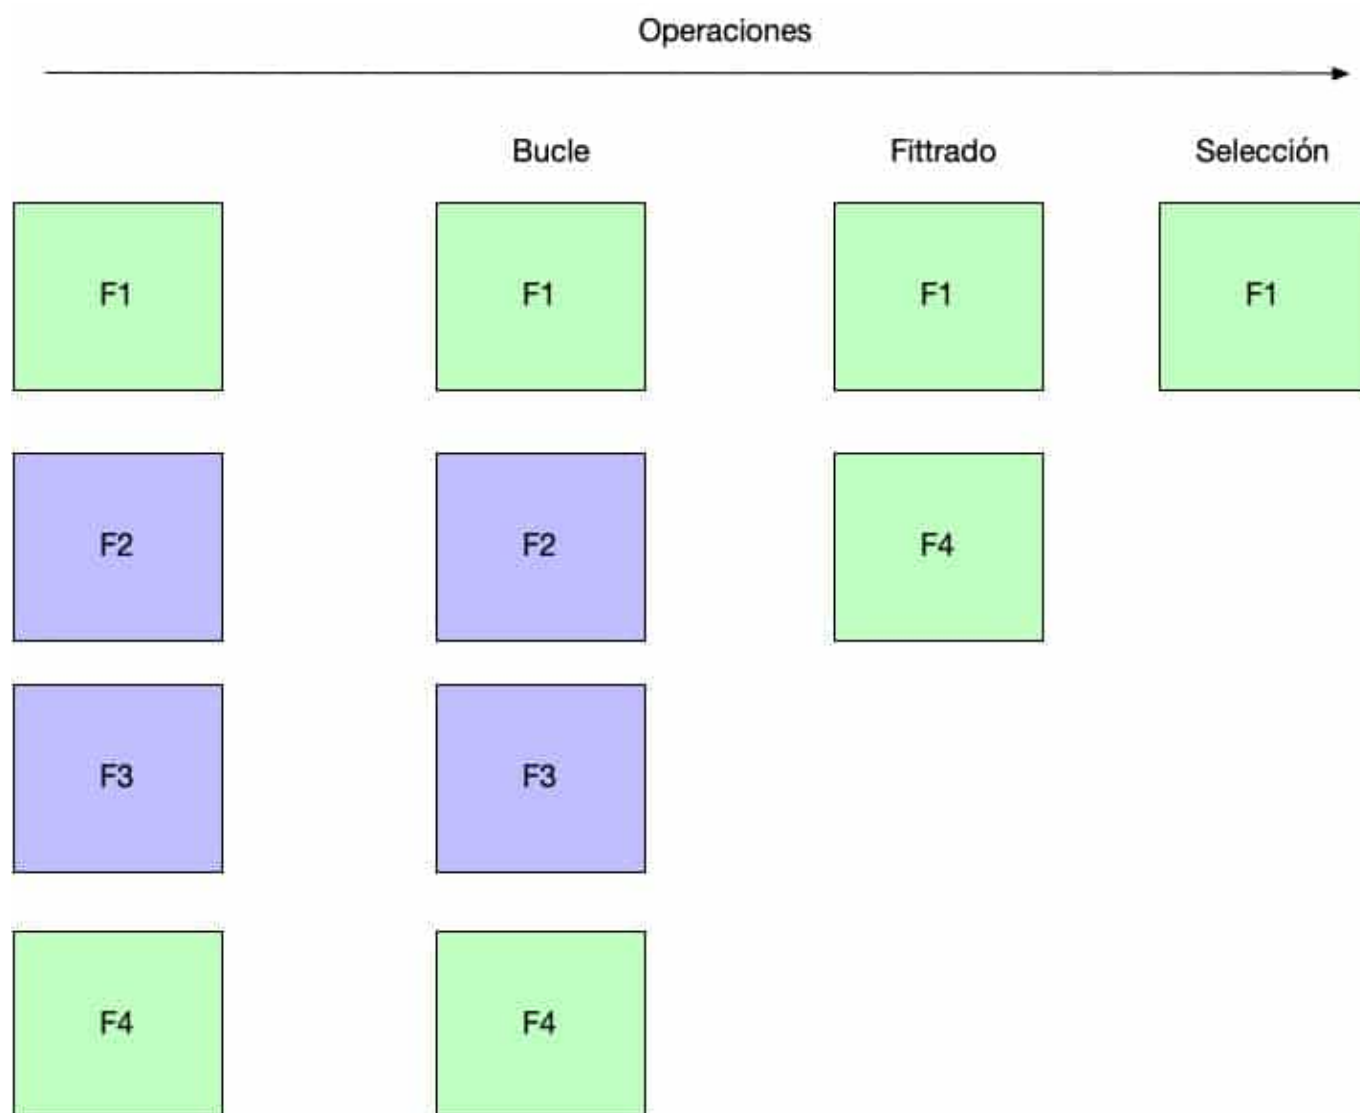 Operaciones
Bucle Fittrado Selección
F1 F1 F1 F1
F2 F2 F4
F3 F3
F4 F4